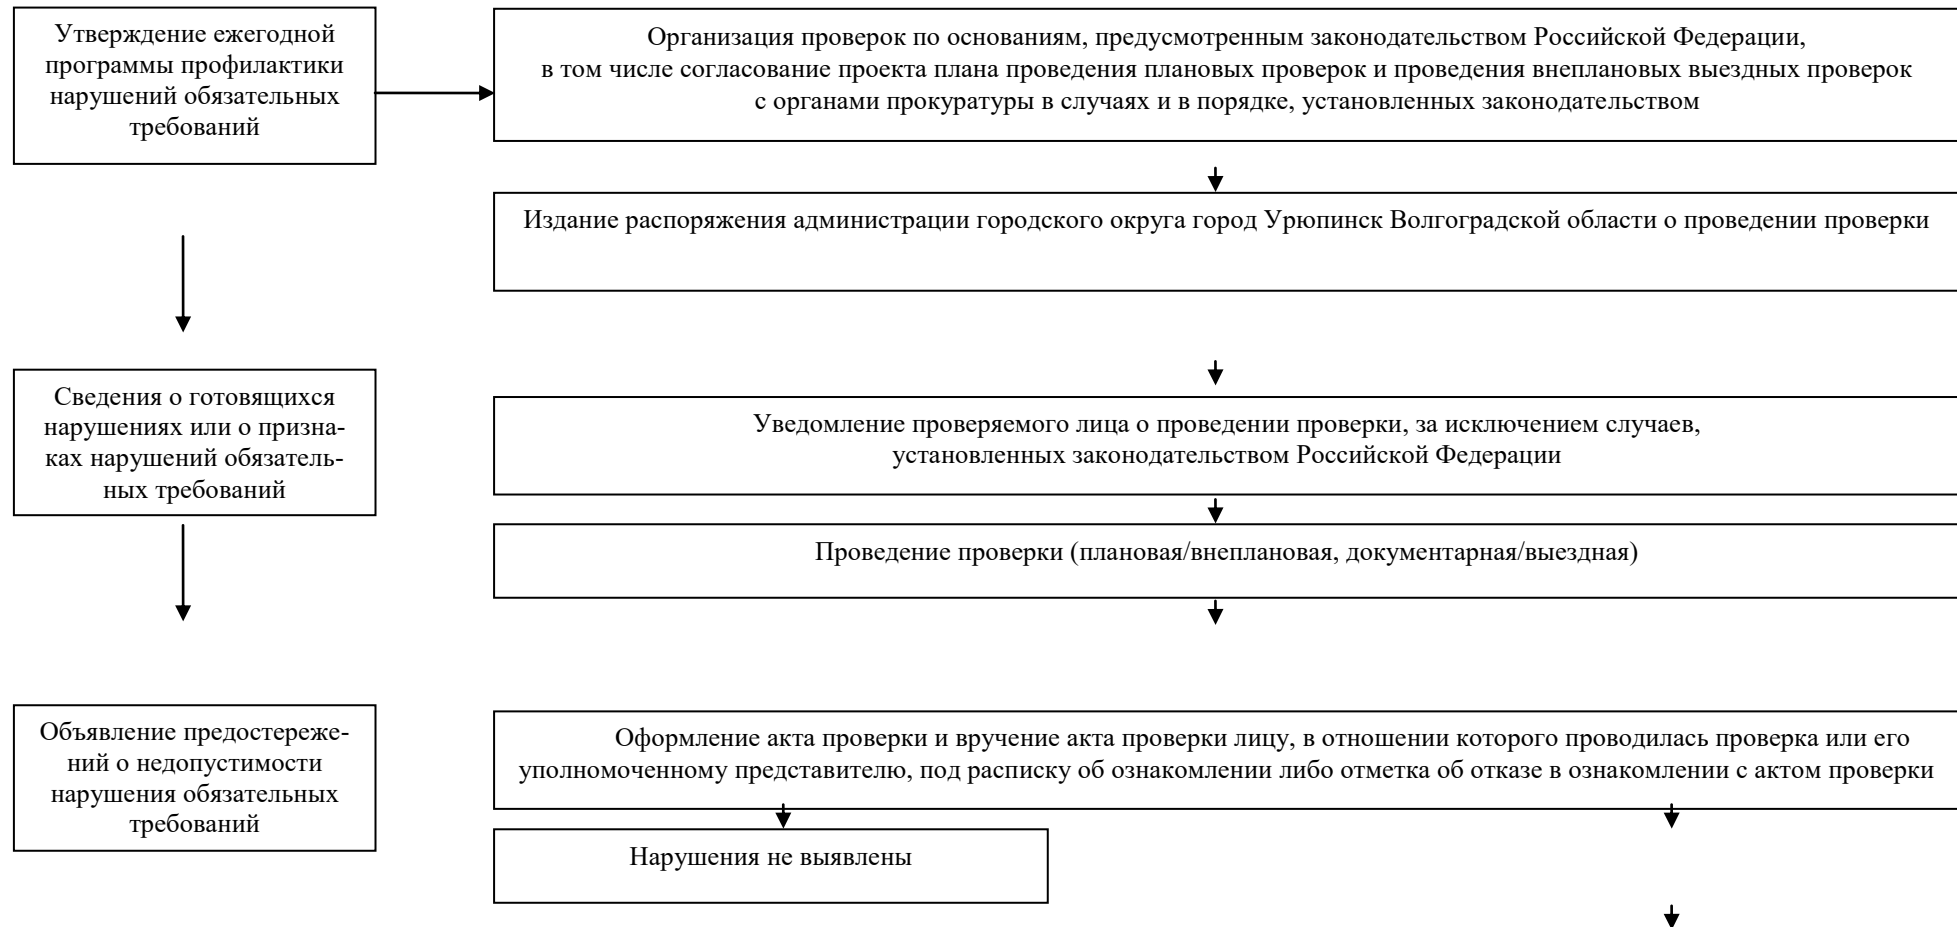 Утверждение ежегодной
программы профилактики
нарушений обязательных
требований
Организация проверок по основаниям, предусмотренным законодательством Российской Федерации,
в том числе согласование проекта плана проведения плановых проверок и проведения внеплановых выездных проверок
с органами прокуратуры в случаях и в порядке, установленных законодательством
Издание распоряжения администрации городского округа город Урюпинск Волгоградской области о проведении проверки
Сведения о готовящихся
нарушениях или о призна-
ках нарушений обязатель-
ных требований
Уведомление проверяемого лица о проведении проверки, за исключением случаев,
установленных законодательством Российской Федерации
Проведение проверки (плановая/внеплановая, документарная/выездная)
Объявление предостереже-
ний о недопустимости
нарушения обязательных
требований
Оформление акта проверки и вручение акта проверки лицу, в отношении которого проводилась проверка или его
уполномоченному представителю, под расписку об ознакомлении либо отметка об отказе в ознакомлении с актом проверки
Нарушения не выявлены